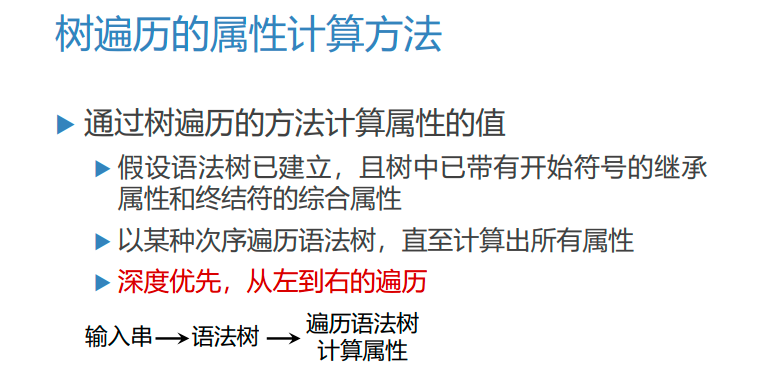 树遍历的属性计算方法
通过树遍历的方法计算属性的值
假设语法树已建立，且树中已带有开始符号的继承
属性和终结符的综合属性
以某种次序遍历语法树，直至计算出所有属性
深度优先，从左到右的遍历
输入串→语法树→遍历语法树
计算属性